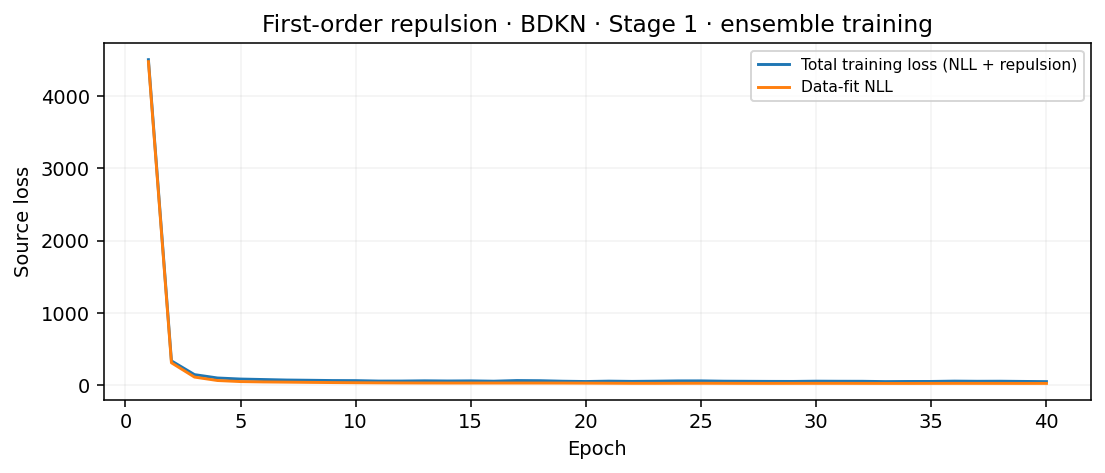 First-order repulsion · BDKN · Stage 1 · ensemble training
Total training loss (NLL + repulsion)
Data-fit NLL
Source loss
4000
3000
2000
1000
0
0 5 10 15 20 25 30 35 40
Epoch